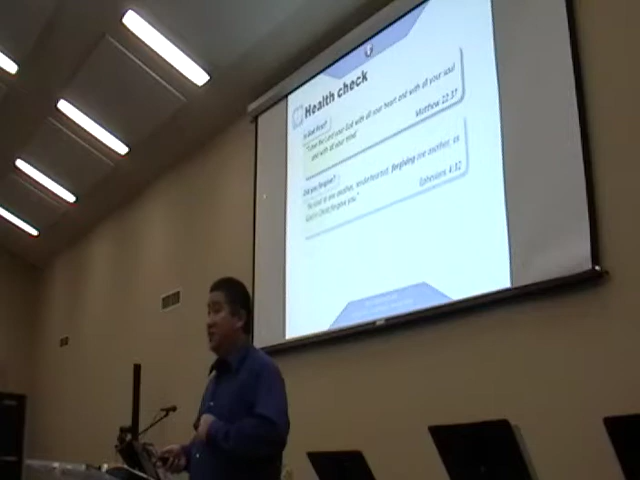 Health check
Is God first?
"Love the Lord your God with all your heart and with all your soul
and with all your mind"
Matthew 22:37
Did you forgive?
"Be kind to one another, tenderhearted, forgiving one another, as
God in Christ forgave you."
Ephesians 4:32